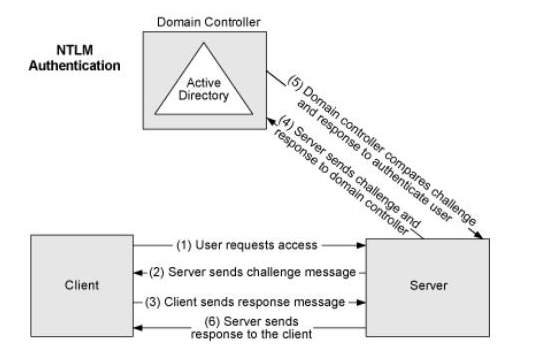 Domain Controller
NTLM
Authentication
Active
Directory
(5) Domain controller compares challenge
and response to authenticate user
(4) Server sends challenge and
response to domain controller
(1) User requests access
(2) Server sends challenge message
(3) Client sends response message
(6) Server sends
response to the client
Client
Server